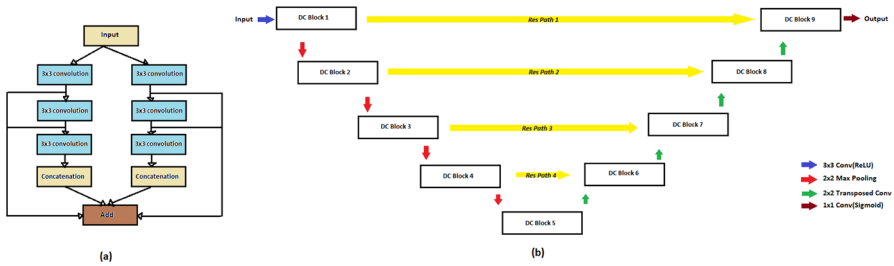 Input
3x3 convolution
3x3 convolution
3x3 convolution
3x3 convolution
3x3 convolution
3x3 convolution
Concatenation
Concatenation
Add
(a)
Input
DC Block 1
Res Path 1
DC Block 9
Output
DC Block 2
Res Path 2
DC Block 8
DC Block 3
Res Path 3
DC Block 7
DC Block 4
Res Path 4
DC Block 6
DC Block 5
3x3 Conv(ReLU)
2x2 Max Pooling
2x2 Transposed Conv
1x1 Conv(Sigmoid)
(b)